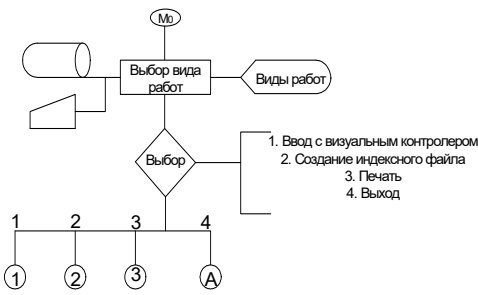 М0
Выбор вида
работ
Виды работ
Выбор
1. Ввод с визуальным контролером
2. Создание индексного файла
3. Печать
4. Выход
1 2 3 4
1 2 3 А